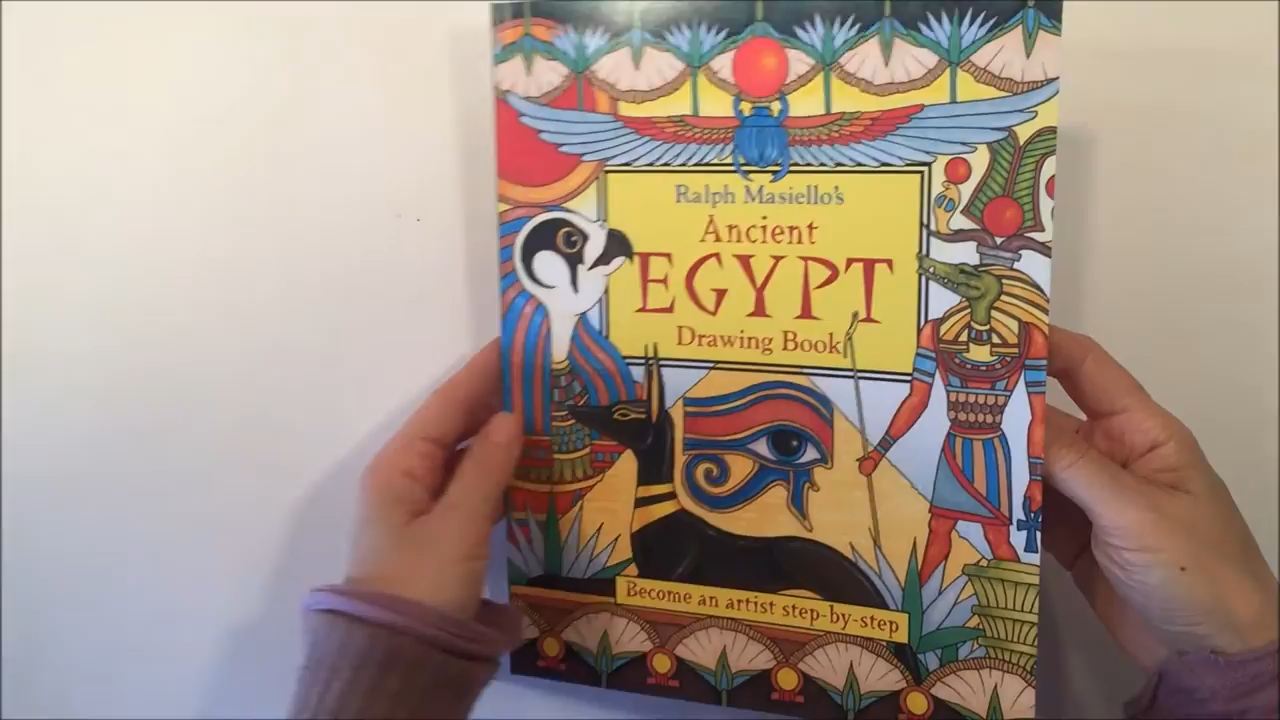 Ralph Masiello's
Ancient
EGYPT
Drawing Book
Become an artist step-by-step